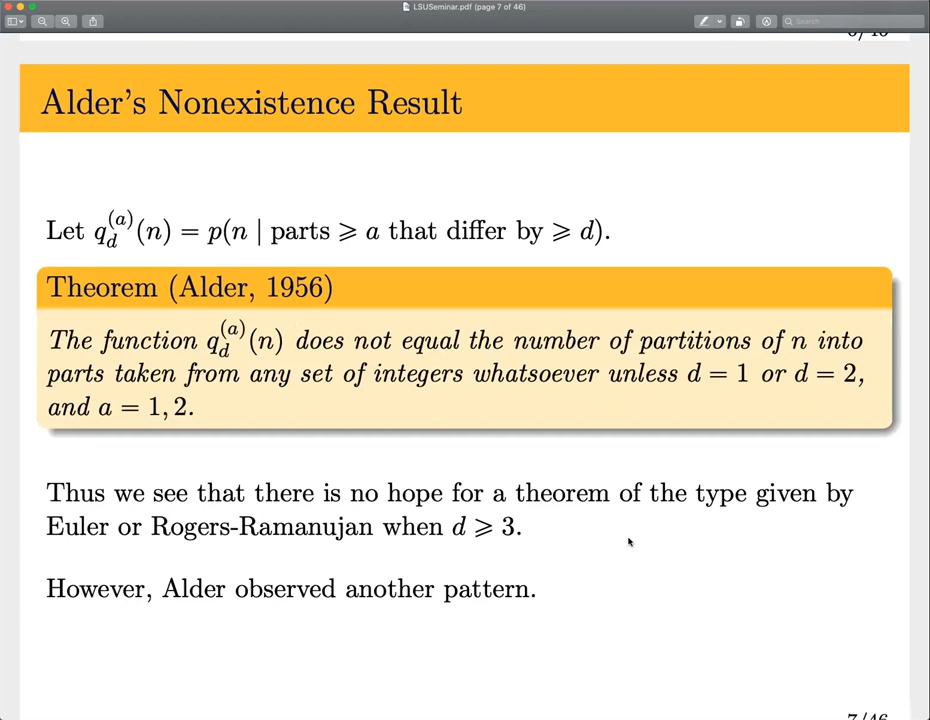 LSUSeminar.pdf (page 7 of 46)
Search
Alder's Nonexistence Result
Let q_d^{(a)}(n) = p(n | parts ⩾ a that differ by ⩾ d).
Theorem (Alder, 1956)
The function q_d^{(a)}(n) does not equal the number of partitions of n into
parts taken from any set of integers whatsoever unless d = 1 or d = 2,
and a = 1, 2.
Thus we see that there is no hope for a theorem of the type given by
Euler or Rogers-Ramanujan when d ⩾ 3.
However, Alder observed another pattern.
7/46